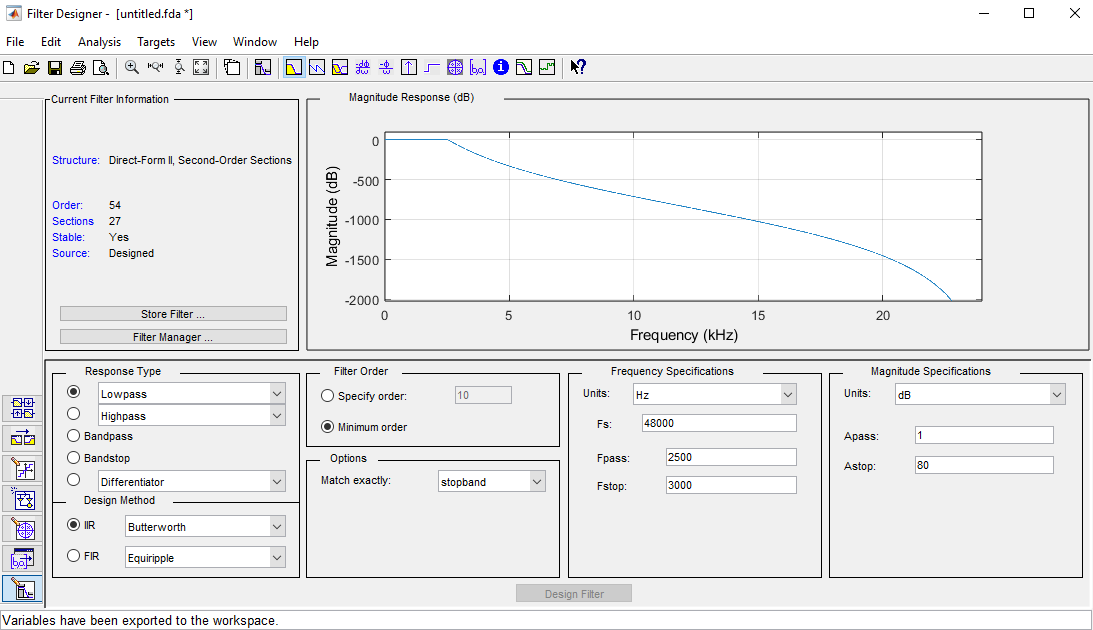 Filter Designer - [untitled.fda *]
File Edit Analysis Targets View Window Help
Current Filter Information
Structure: Direct-Form II, Second-Order Sections
Order: 54
Sections 27
Stable: Yes
Source: Designed
Store Filter ...
Filter Manager ...
Magnitude Response (dB)
Magnitude (dB)
0
-500
-1000
-1500
-2000
0 5 10 15 20
Frequency (kHz)
Response Type
Lowpass
Highpass
Bandpass
Bandstop
Differentiator
Design Method
IIR Butterworth
FIR Equiripple
Filter Order
Specify order: 10
Minimum order
Options
Match exactly: stopband
Frequency Specifications
Units: Hz
Fs: 48000
Fpass: 2500
Fstop: 3000
Magnitude Specifications
Units: dB
Apass: 1
Astop: 80
Design Filter
Variables have been exported to the workspace.